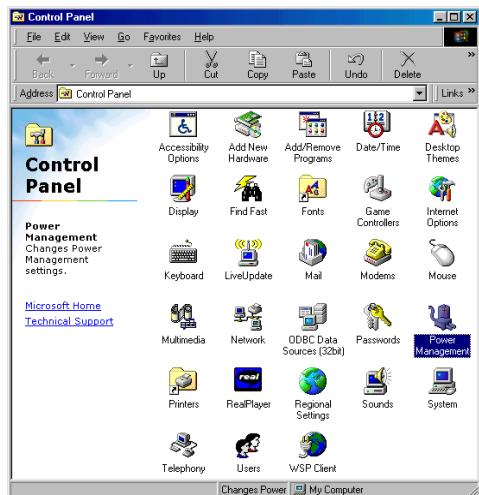 Control Panel
File Edit View Go Favorites Help
Back Forward Up Cut Copy Paste Undo Delete »
Address Control Panel Links »
Control
Panel
Power
Management
Changes Power
Management
settings.
Microsoft Home
Technical Support
Accessibility
Options
Add New
Hardware
Add/Remove
Programs
Date/Time
Desktop
Themes
Display
Find Fast
Fonts
Game
Controllers
Internet
Options
Keyboard
LiveUpdate
Mail
Modems
Mouse
Multimedia
Network
ODBC Data
Sources (32bit)
Passwords
Power
Management
Printers
real
RealPlayer
Regional
Settings
Sounds
System
Telephony
Users
WSP Client
Changes Power My Computer